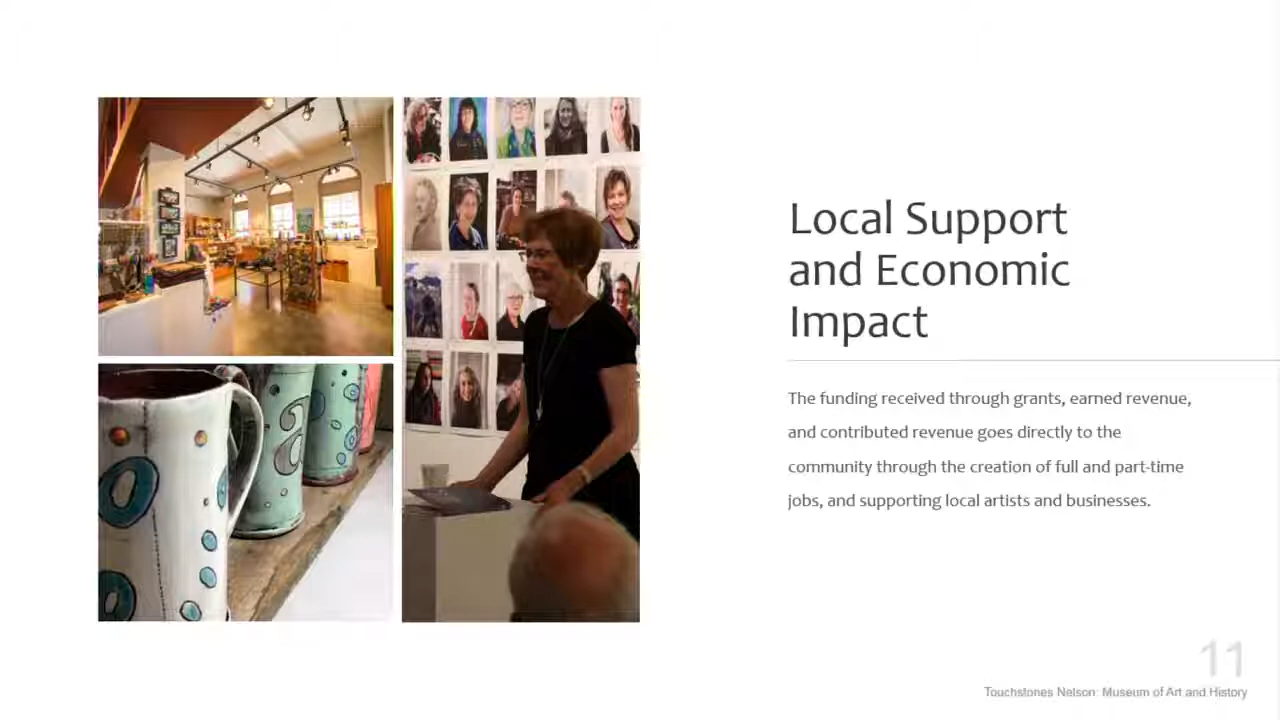 Local Support
and Economic
Impact
The funding received through grants, earned revenue,
and contributed revenue goes directly to the
community through the creation of full and part-time
jobs, and supporting local artists and businesses.
a
11
Touchstones Nelson: Museum of Art and History